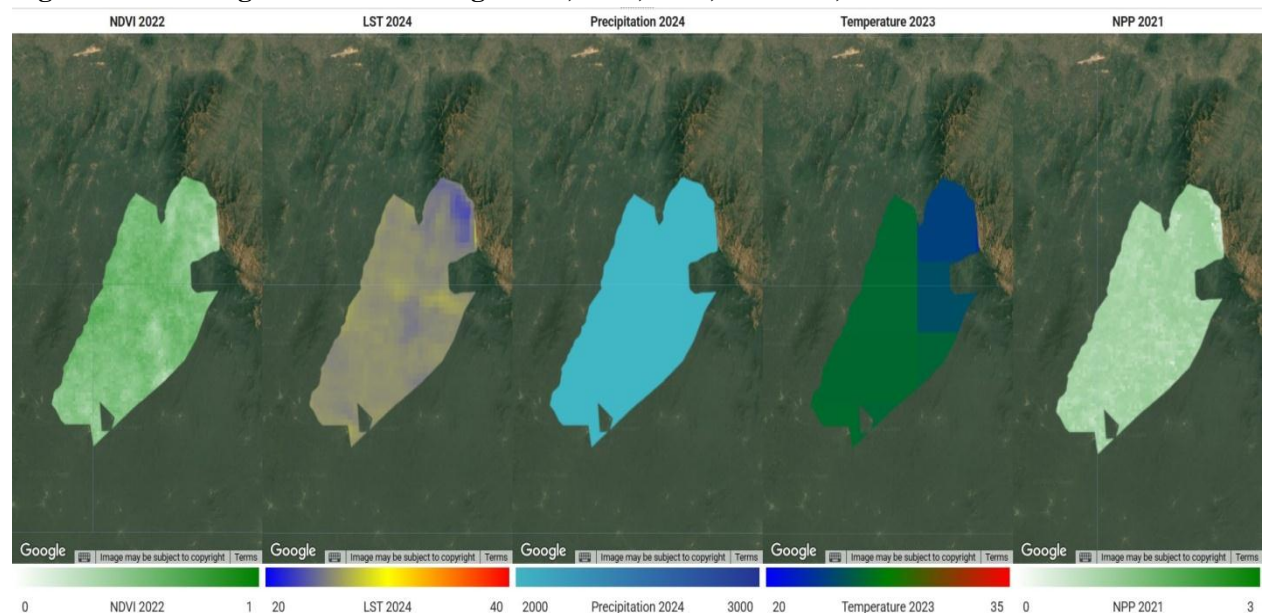 NDVI 2022 LST 2024 Precipitation 2024 Temperature 2023 NPP 2021
Google Image may be subject to copyright Terms Google Image may be subject to copyright Terms Google Image may be subject to copyright Terms Google Image may be subject to copyright Terms Google Image may be subject to copyright Terms
0 NDVI 2022 1 20 LST 2024 40 2000 Precipitation 2024 3000 20 Temperature 2023 35 0 NPP 2021 3